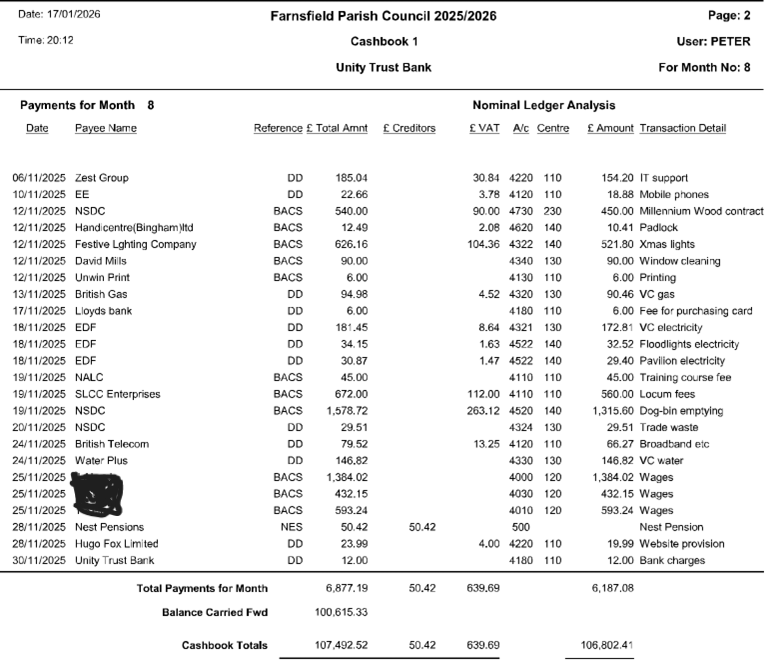 Date: 17/01/2026 Farnsfield Parish Council 2025/2026 Page: 2
Time: 20:12 Cashbook 1 User: PETER
Unity Trust Bank For Month No: 8
Payments for Month 8 Nominal Ledger Analysis
Date Payee Name Reference £ Total Amnt £ Creditors £ VAT A/c Centre £ Amount Transaction Detail
06/11/2025 Zest Group DD 185.04 30.84 4220 110 154.20 IT support
10/11/2025 EE DD 22.66 3.78 4120 110 18.88 Mobile phones
12/11/2025 NSDC BACS 540.00 90.00 4730 230 450.00 Millennium Wood contract
12/11/2025 Handicentre(Bingham)ltd BACS 12.49 2.08 4620 140 10.41 Padlock
12/11/2025 Festive Lghting Company BACS 626.16 104.36 4322 140 521.80 Xmas lights
12/11/2025 David Mills BACS 90.00 4340 130 90.00 Window cleaning
12/11/2025 Unwin Print BACS 6.00 4130 110 6.00 Printing
13/11/2025 British Gas DD 94.98 4.52 4320 130 90.46 VC gas
17/11/2025 Lloyds bank DD 6.00 4180 110 6.00 Fee for purchasing card
18/11/2025 EDF DD 181.45 8.64 4321 130 172.81 VC electricity
18/11/2025 EDF DD 34.15 1.63 4522 140 32.52 Floodlights electricity
18/11/2025 EDF DD 30.87 1.47 4522 140 29.40 Pavilion electricity
19/11/2025 NALC BACS 45.00 4110 110 45.00 Training course fee
19/11/2025 SLCC Enterprises BACS 672.00 112.00 4110 110 560.00 Locum fees
19/11/2025 NSDC BACS 1,578.72 263.12 4520 140 1,315.60 Dog-bin emptying
20/11/2025 NSDC DD 29.51 4324 130 29.51 Trade waste
24/11/2025 British Telecom DD 79.52 13.25 4120 110 66.27 Broadband etc
24/11/2025 Water Plus DD 146.82 4330 130 146.82 VC water
25/11/2025 BACS 1,384.02 4000 120 1,384.02 Wages
25/11/2025 BACS 432.15 4030 120 432.15 Wages
25/11/2025 BACS 593.24 4010 120 593.24 Wages
28/11/2025 Nest Pensions NES 50.42 50.42 500 Nest Pension
28/11/2025 Hugo Fox Limited DD 23.99 4.00 4220 110 19.99 Website provision
30/11/2025 Unity Trust Bank DD 12.00 4180 110 12.00 Bank charges
Total Payments for Month 6,877.19 50.42 639.69 6,187.08
Balance Carried Fwd 100,615.33
Cashbook Totals 107,492.52 50.42 639.69 106,802.41